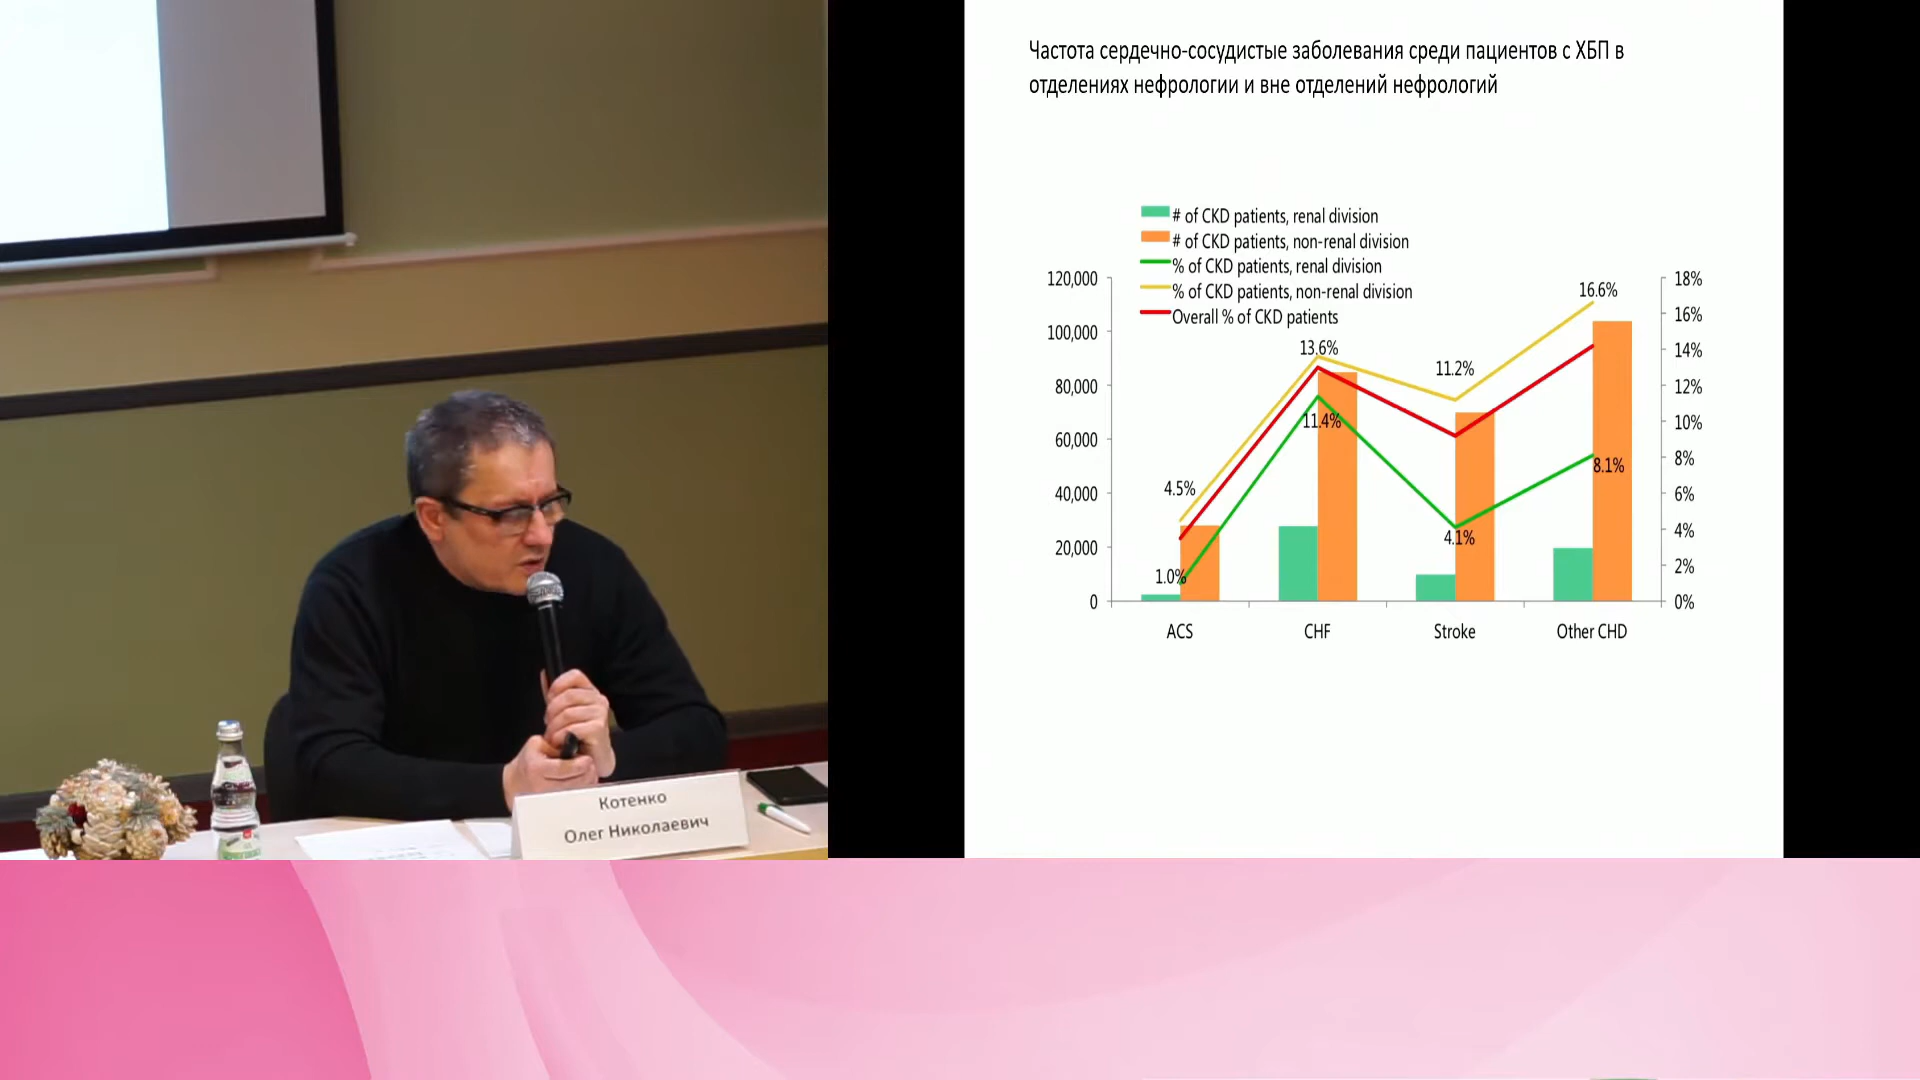 Частота сердечно-сосудистые заболевания среди пациентов с ХБП в
отделениях нефрологии и вне отделений нефрологий
# of CKD patients, renal division
# of CKD patients, non-renal division
% of CKD patients, renal division
% of CKD patients, non-renal division
Overall % of CKD patients
120,000
100,000
80,000
60,000
40,000
20,000
0
18%
16%
14%
12%
10%
8%
6%
4%
2%
0%
4.5%
1.0%
13.6%
11.4%
11.2%
4.1%
16.6%
8.1%
ACS
CHF
Stroke
Other CHD
Котенко
Олег Николаевич